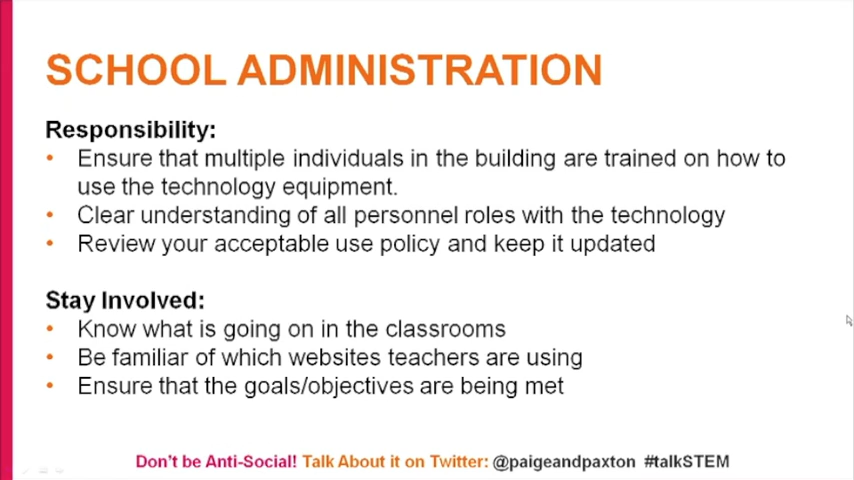 SCHOOL ADMINISTRATION
Responsibility:
• Ensure that multiple individuals in the building are trained on how to
use the technology equipment.
• Clear understanding of all personnel roles with the technology
• Review your acceptable use policy and keep it updated
Stay Involved:
• Know what is going on in the classrooms
• Be familiar of which websites teachers are using
• Ensure that the goals/objectives are being met
Don't be Anti-Social! Talk About it on Twitter: @paigeandpaxton #talkSTEM